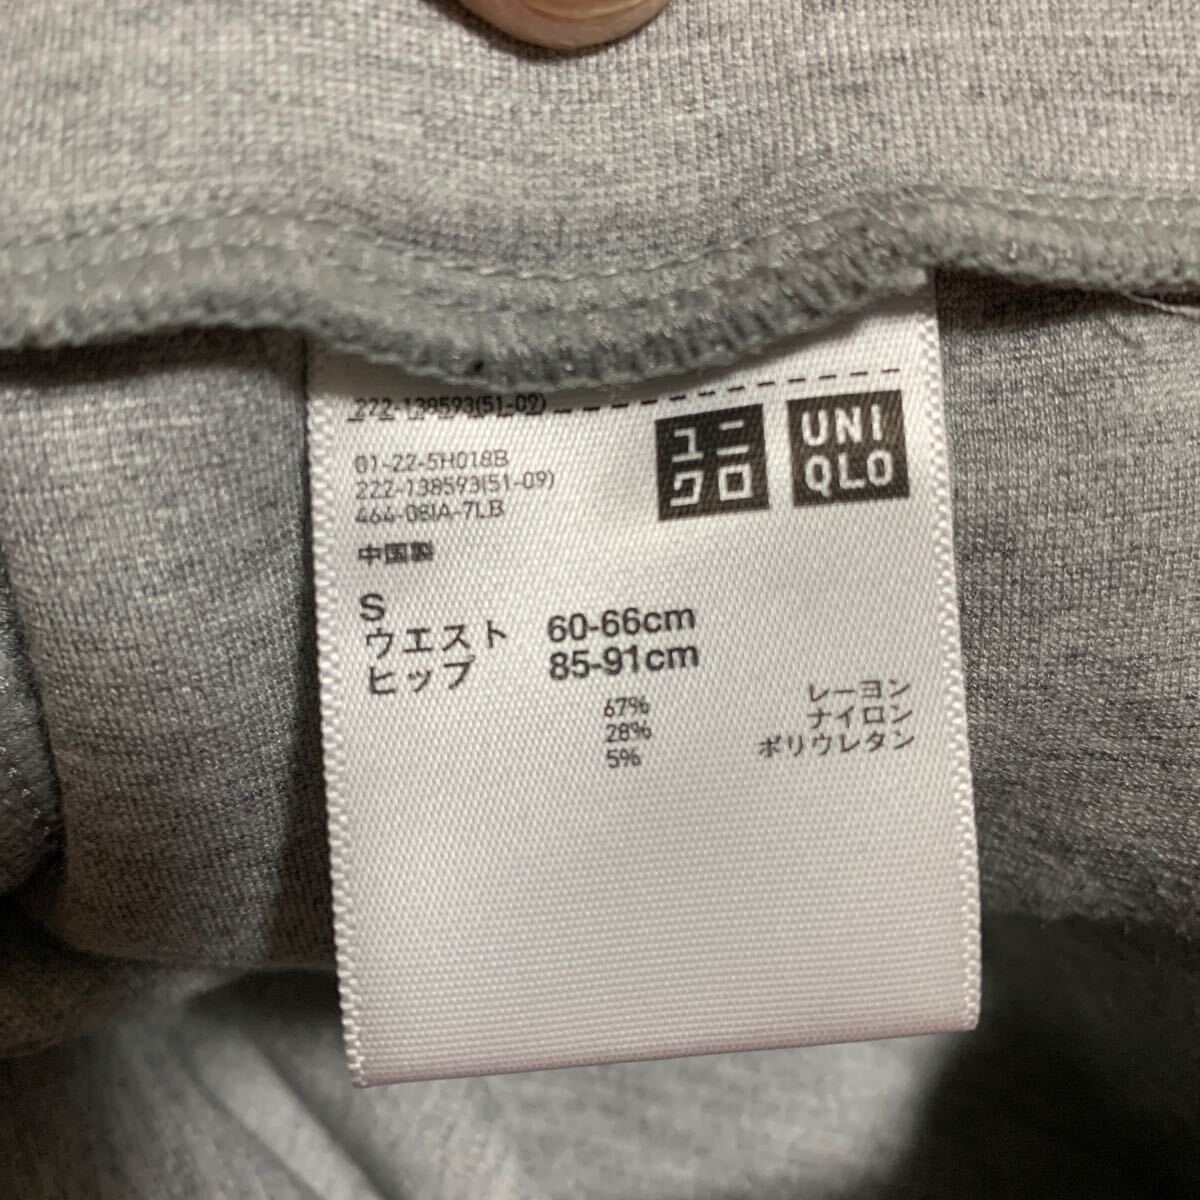 222-138593(51-09)
ユニ
クロ
UNI
QLO
01-22-5H018B
222-138593(51-09)
464-081A-7LB
中国製
S
ウエスト 60-66cm
ヒップ 85-91cm
67% レーヨン
28% ナイロン
5% ポリウレタン